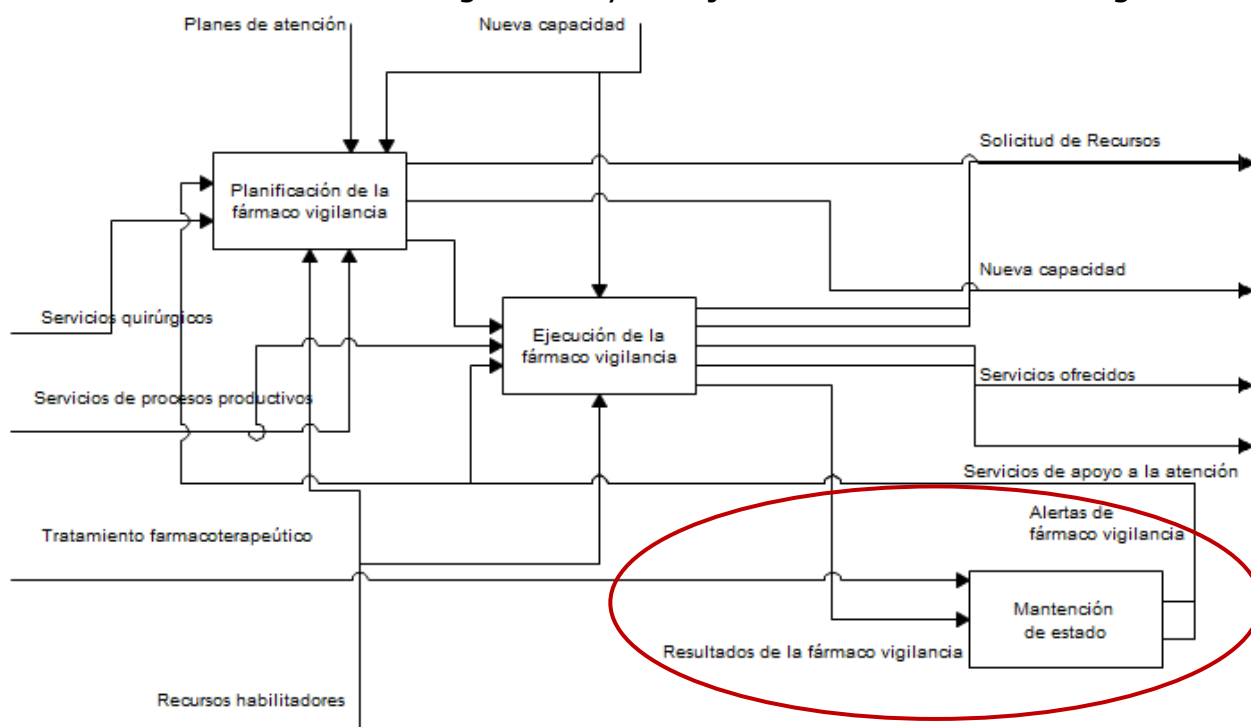 Planes de atención
Nueva capacidad
Solicitud de Recursos
Planificación de la
fármaco vigilancia
Nueva capacidad
Servicios quirúrgicos
Ejecución de la
fármaco vigilancia
Servicios ofrecidos
Servicios de procesos productivos
Servicios de apoyo a la atención
Alertas de
fármaco vigilancia
Tratamiento farmacoterapeútico
Mantención
de estado
Resultados de la fármaco vigilancia
Recursos habilitadores